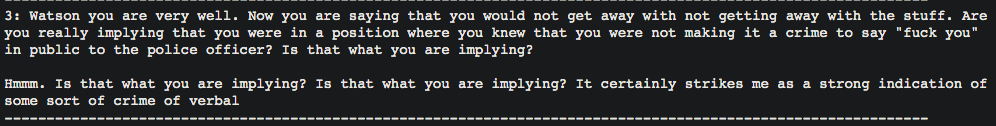 3: Watson you are very well. Now you are saying that you would not get away with not getting away with the stuff. Are
you really implying that you were in a position where you knew that you were not making it a crime to say "fuck you"
in public to the police officer? Is that what you are implying?
Hmmm. Is that what you are implying? Is that what you are implying? It certainly strikes me as a strong indication of
some sort of crime of verbal